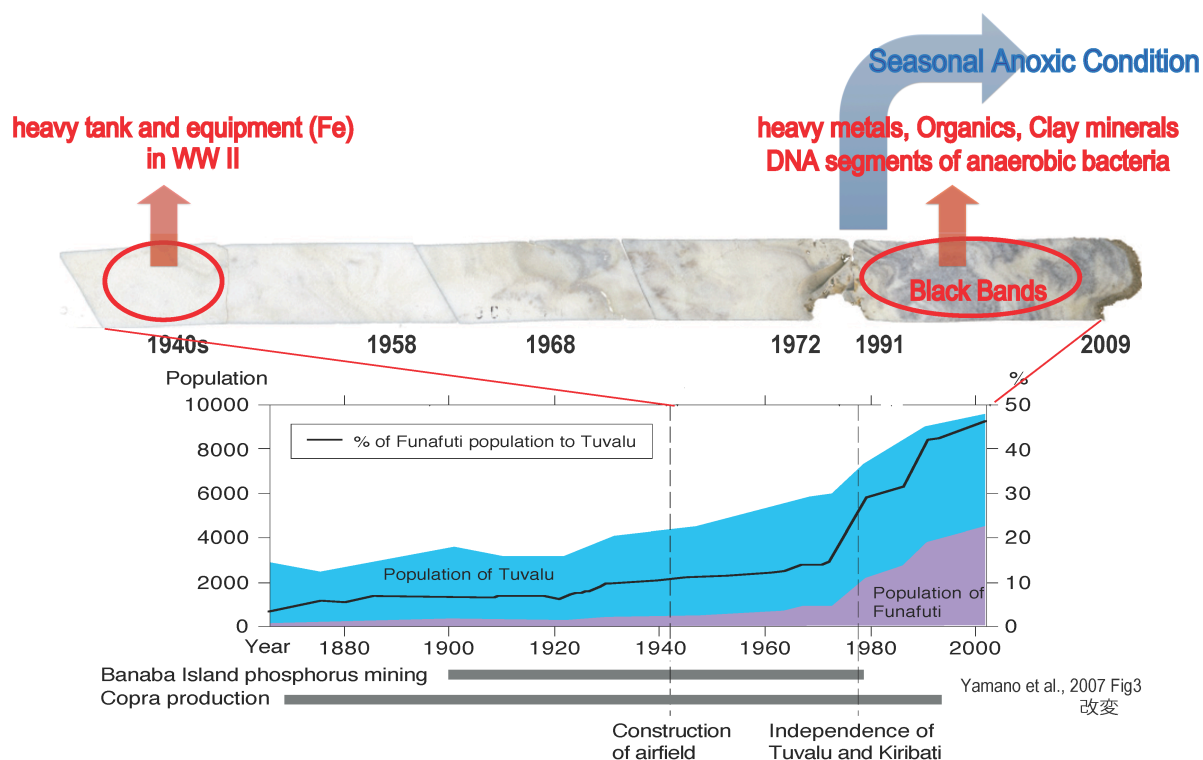 Seasonal Anoxic Condition
heavy tank and equipment (Fe)
in WW II
heavy metals, Organics, Clay minerals
DNA segments of anaerobic bacteria
Black Bands
1940s
1958
1968
1972
1991
2009
Population
%
10000
8000
6000
4000
2000
0
50
40
30
20
10
0
% of Funafuti population to Tuvalu
Population of Tuvalu
Population of
Funafuti
Year
1880
1900
1920
1940
1960
1980
2000
Banaba Island phosphorus mining
Copra production
Yamano et al., 2007 Fig3
改変
Construction
of airfield
Independence of
Tuvalu and Kiribati